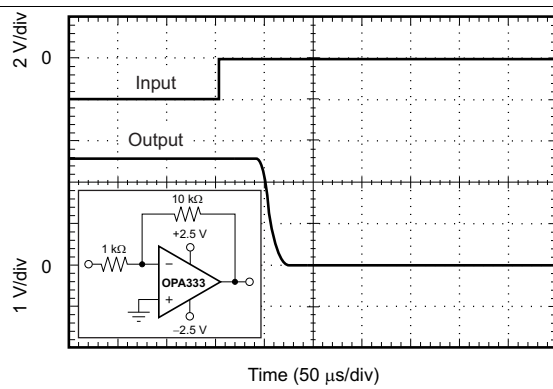 2 V/div
0
Input
Output
10 kΩ
+2.5 V
1 kΩ
−
OPA333
+
−2.5 V
0
1 V/div
Time (50 μs/div)